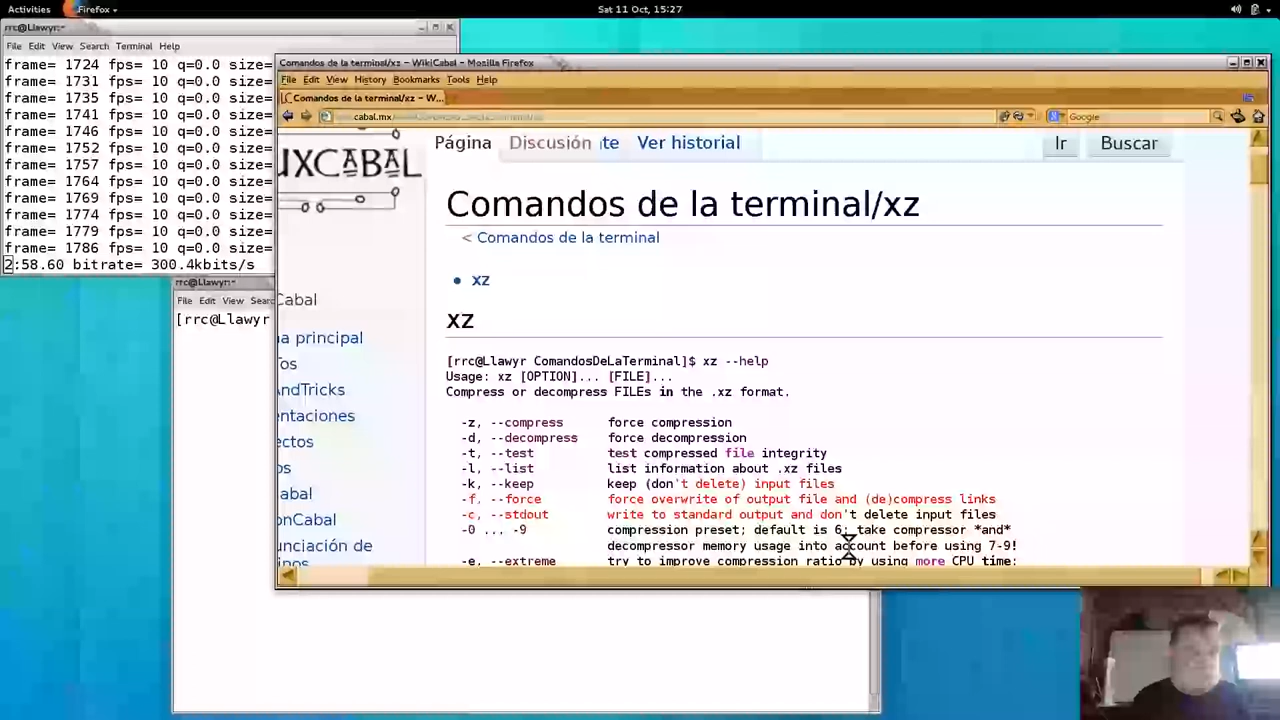 Activities
Firefox
Sat 11 Oct, 15:27
rrc@Llawyr:~
File Edit View Search Terminal Help
frame= 1724 fps= 10 q=0.0 size=
frame= 1731 fps= 10 q=0.0 size=
frame= 1735 fps= 10 q=0.0 size=
frame= 1741 fps= 10 q=0.0 size=
frame= 1746 fps= 10 q=0.0 size=
frame= 1752 fps= 10 q=0.0 size=
frame= 1757 fps= 10 q=0.0 size=
frame= 1764 fps= 10 q=0.0 size=
frame= 1769 fps= 10 q=0.0 size=
frame= 1774 fps= 10 q=0.0 size=
frame= 1779 fps= 10 q=0.0 size=
frame= 1786 fps= 10 q=0.0 size=
2:58.60 bitrate= 300.4kbits/s
rrc@Llawyr:~
File Edit View Searc
[rrc@Llawyr
Comandos de la terminal/xz – WikiCabal - Mozilla Firefox
File Edit View History Bookmarks Tools Help
Comandos de la terminal/xz – W...
cabal.mx
Google
UXCABAL
Cabal
a principal
Tos
AndTricks
entaciones
ectos
os
abal
onCabal
unciación de
inos
Página Discusión te Ver historial Ir Buscar
Comandos de la terminal/xz
< Comandos de la terminal
• xz
XZ
[rrc@Llawyr ComandosDeLaTerminal]$ xz --help
Usage: xz [OPTION]... [FILE]...
Compress or decompress FILEs in the .xz format.
-z, --compress force compression
-d, --decompress force decompression
-t, --test test compressed file integrity
-l, --list list information about .xz files
-k, --keep keep (don't delete) input files
-f, --force force overwrite of output file and (de)compress links
-c, --stdout write to standard output and don't delete input files
-0 ... -9 compression preset; default is 6; take compressor *and*
decompressor memory usage into account before using 7-9!
-e, --extreme try to improve compression ratio by using more CPU time;